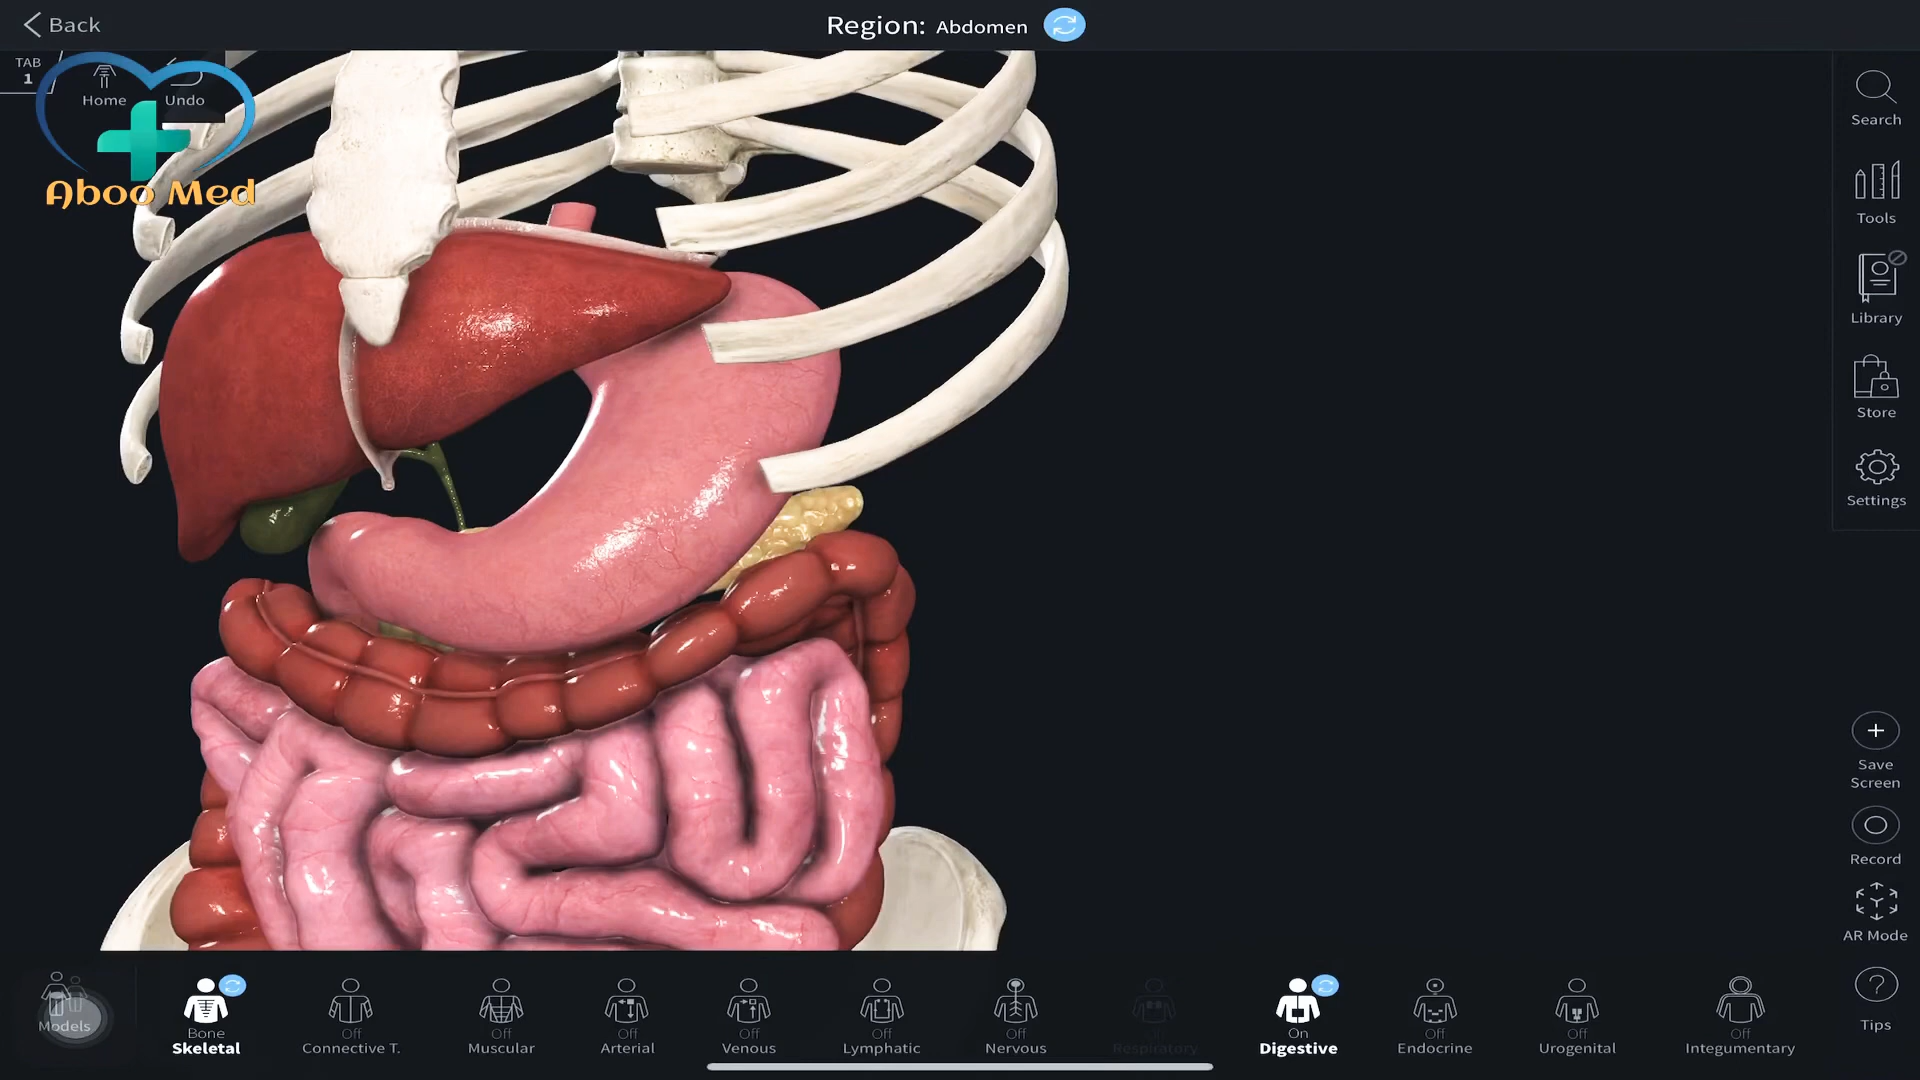 Back
Region: Abdomen
TAB
1
Home
Undo
Aboo Med
Search
Tools
Library
Store
Settings
Save
Screen
Record
AR Mode
Tips
Models
Bone
Skeletal
Off
Connective T.
Off
Muscular
Off
Arterial
Off
Venous
Off
Lymphatic
Off
Nervous
Respiratory
On
Digestive
Off
Endocrine
Off
Urogenital
Off
Integumentary